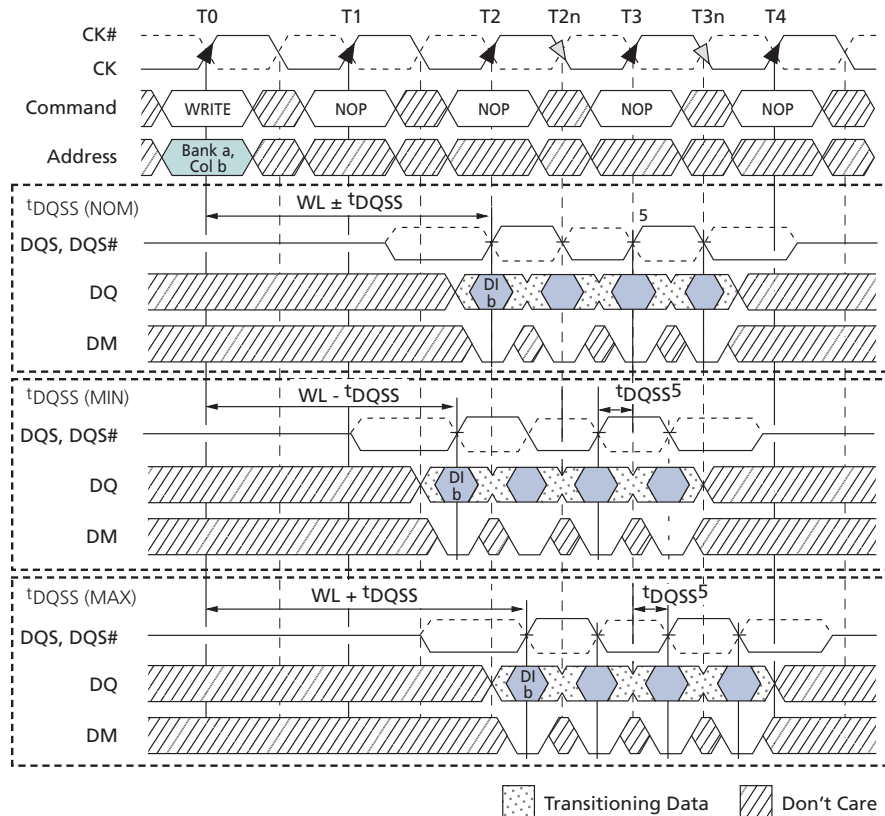 T0 T1 T2 T2n T3 T3n T4
CK#
CK
Command WRITE NOP NOP NOP NOP
Address Bank a,
Col b
tDQSS (NOM) WL ± tDQSS
5
DQS, DQS#
DQ DI
b
DM
tDQSS (MIN) WL - tDQSS tDQSS5
DQS, DQS#
DQ DI
b
DM
tDQSS (MAX) WL + tDQSS tDQSS5
DQS, DQS#
DQ DI
b
DM
Transitioning Data Don't Care